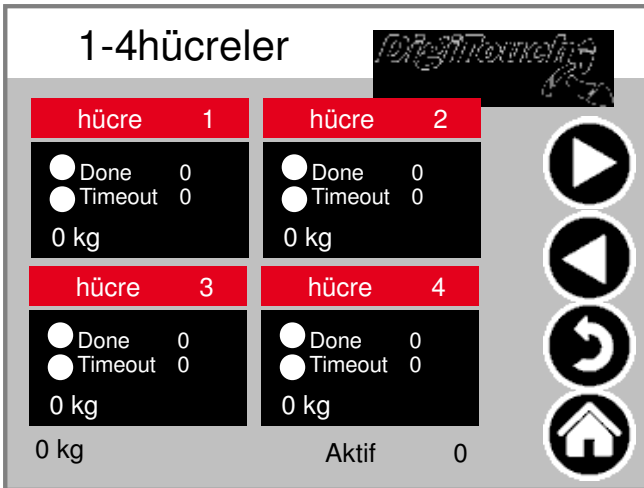 1-4hücreler
DigiTouch
hücre 1
hücre 2
Done 0
Timeout 0
0 kg
Done 0
Timeout 0
0 kg
hücre 3
hücre 4
Done 0
Timeout 0
0 kg
Done 0
Timeout 0
0 kg
0 kg
Aktif 0